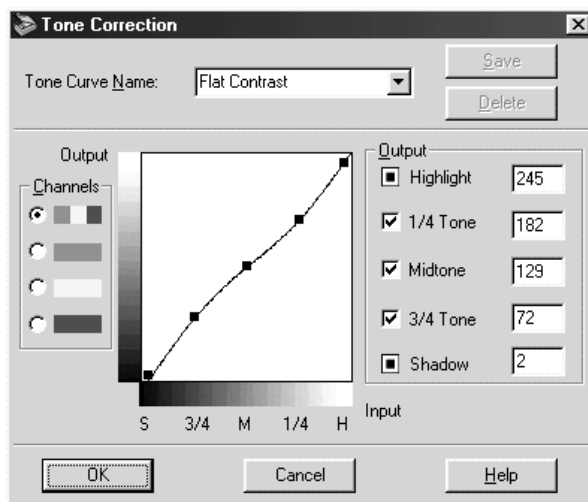 Tone Correction
Tone Curve Name:
Flat Contrast
Save
Delete
Output
Channels
Output
Highlight 245
1/4 Tone 182
Midtone 129
3/4 Tone 72
Shadow 2
Input
S 3/4 M 1/4 H
OK
Cancel
Help